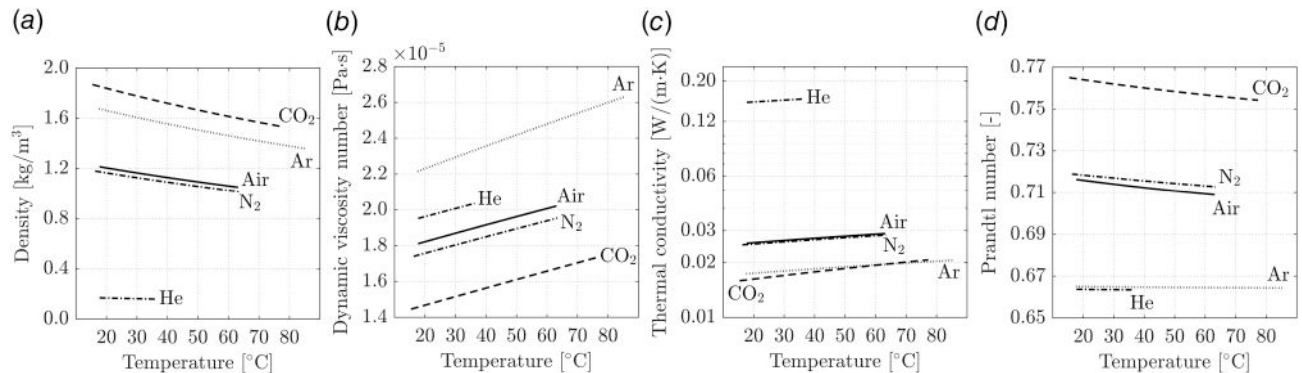 (a)
Density [kg/m³]
2.0
1.6
1.2
0.8
0.4
0.0
CO₂
Ar
Air
N₂
He
10 20 30 40 50 60 70 80
Temperature [°C]
(b)
Dynamic viscosity number [Pa·s]
×10⁻⁵
2.8
2.6
2.4
2.2
2.0
1.8
1.6
1.4
Ar
He
Air
N₂
CO₂
10 20 30 40 50 60 70 80
Temperature [°C]
(c)
Thermal conductivity [W/(m·K)]
0.20
0.12
0.06
0.03
0.02
0.01
He
Air
N₂
Ar
CO₂
10 20 30 40 50 60 70 80
Temperature [°C]
(d)
Prandtl number [-]
0.77
0.75
0.73
0.71
0.69
0.67
0.65
CO₂
N₂
Air
Ar
He
10 20 30 40 50 60 70 80
Temperature [°C]